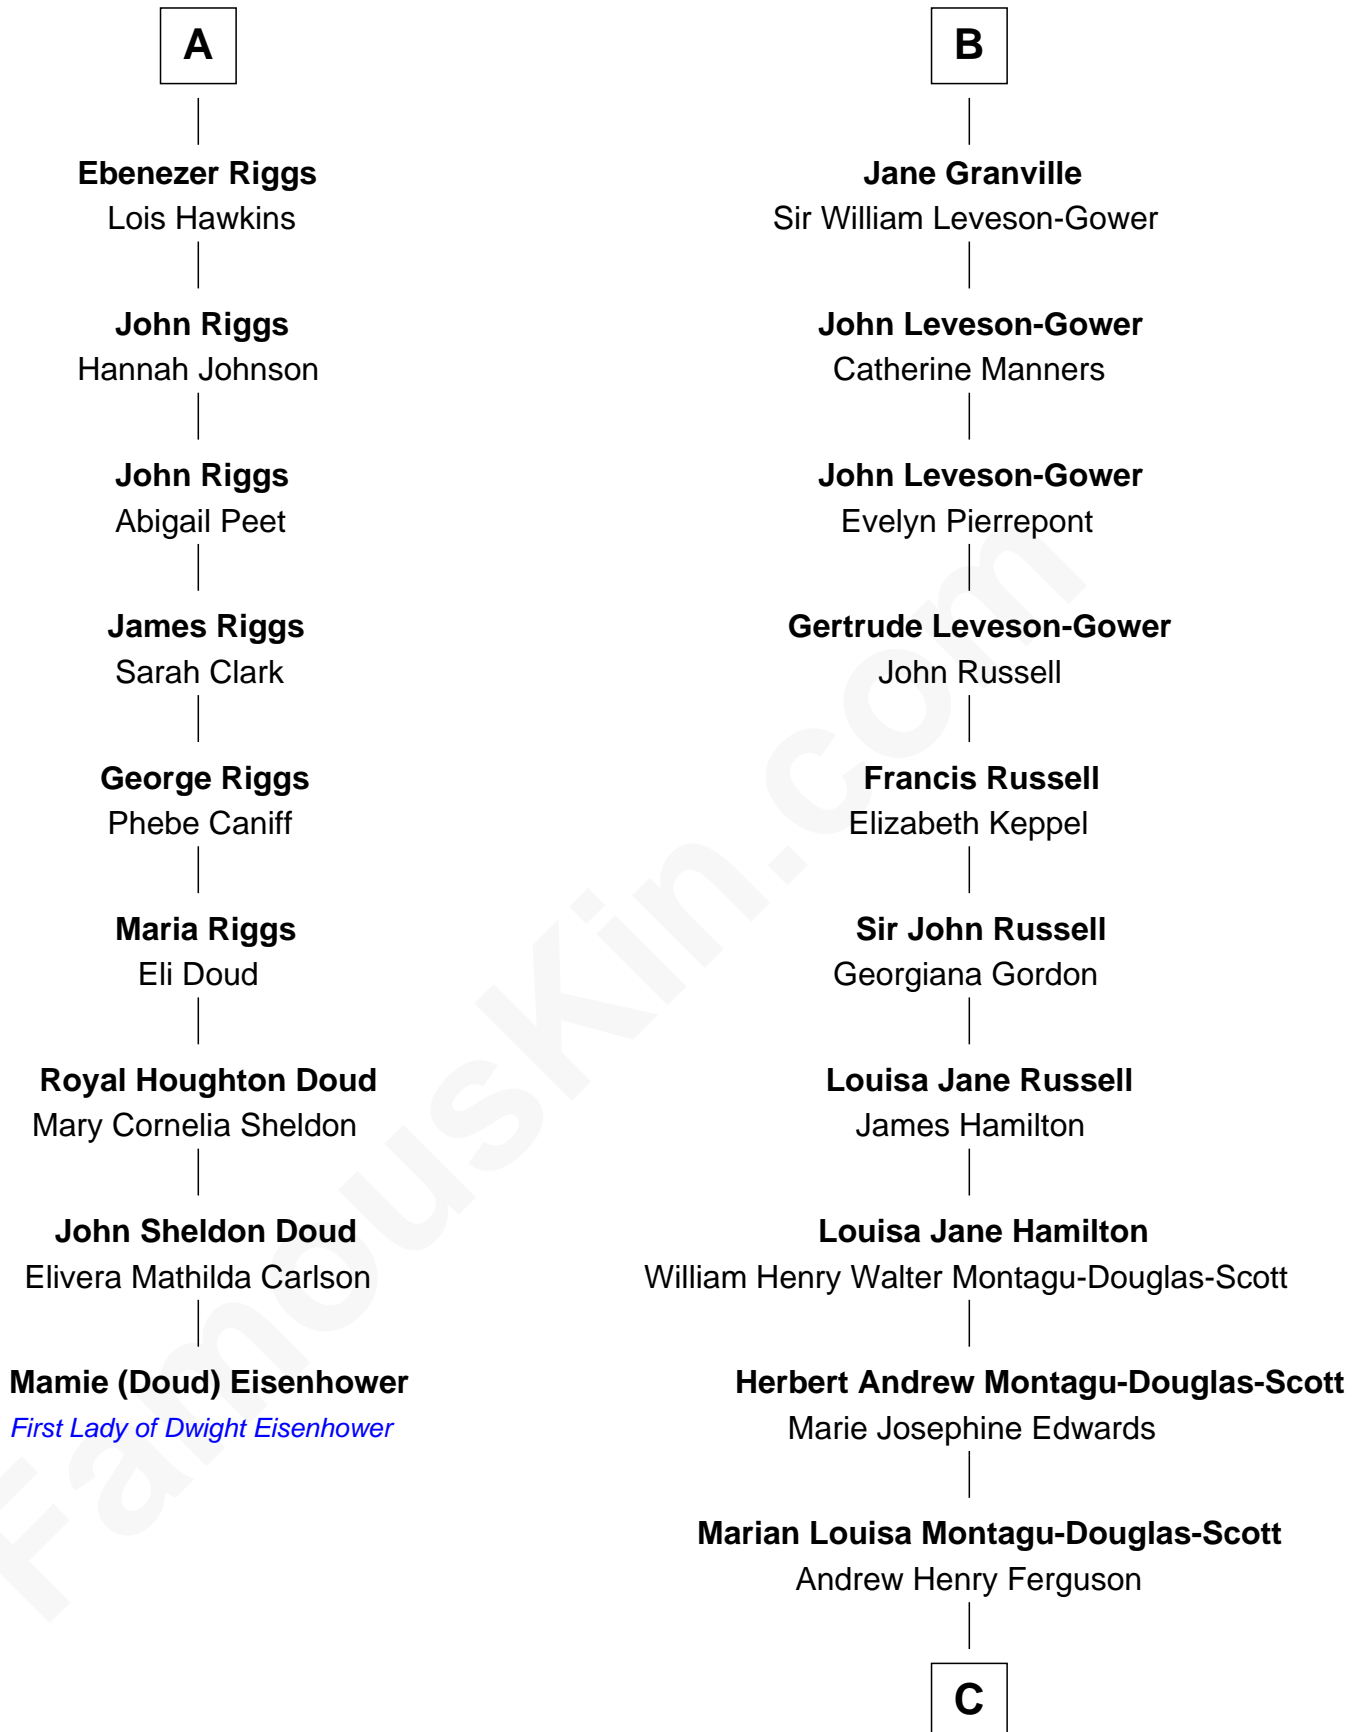 A
Ebenezer Riggs
Lois Hawkins
John Riggs
Hannah Johnson
John Riggs
Abigail Peet
James Riggs
Sarah Clark
George Riggs
Phebe Caniff
Maria Riggs
Eli Doud
Royal Houghton Doud
Mary Cornelia Sheldon
John Sheldon Doud
Elivera Mathilda Carlson
Mamie (Doud) Eisenhower
First Lady of Dwight Eisenhower
B
Jane Granville
Sir William Leveson-Gower
John Leveson-Gower
Catherine Manners
John Leveson-Gower
Evelyn Pierrepont
Gertrude Leveson-Gower
John Russell
Francis Russell
Elizabeth Keppel
Sir John Russell
Georgiana Gordon
Louisa Jane Russell
James Hamilton
Louisa Jane Hamilton
William Henry Walter Montagu-Douglas-Scott
Herbert Andrew Montagu-Douglas-Scott
Marie Josephine Edwards
Marian Louisa Montagu-Douglas-Scott
Andrew Henry Ferguson
C
FamousKin.com